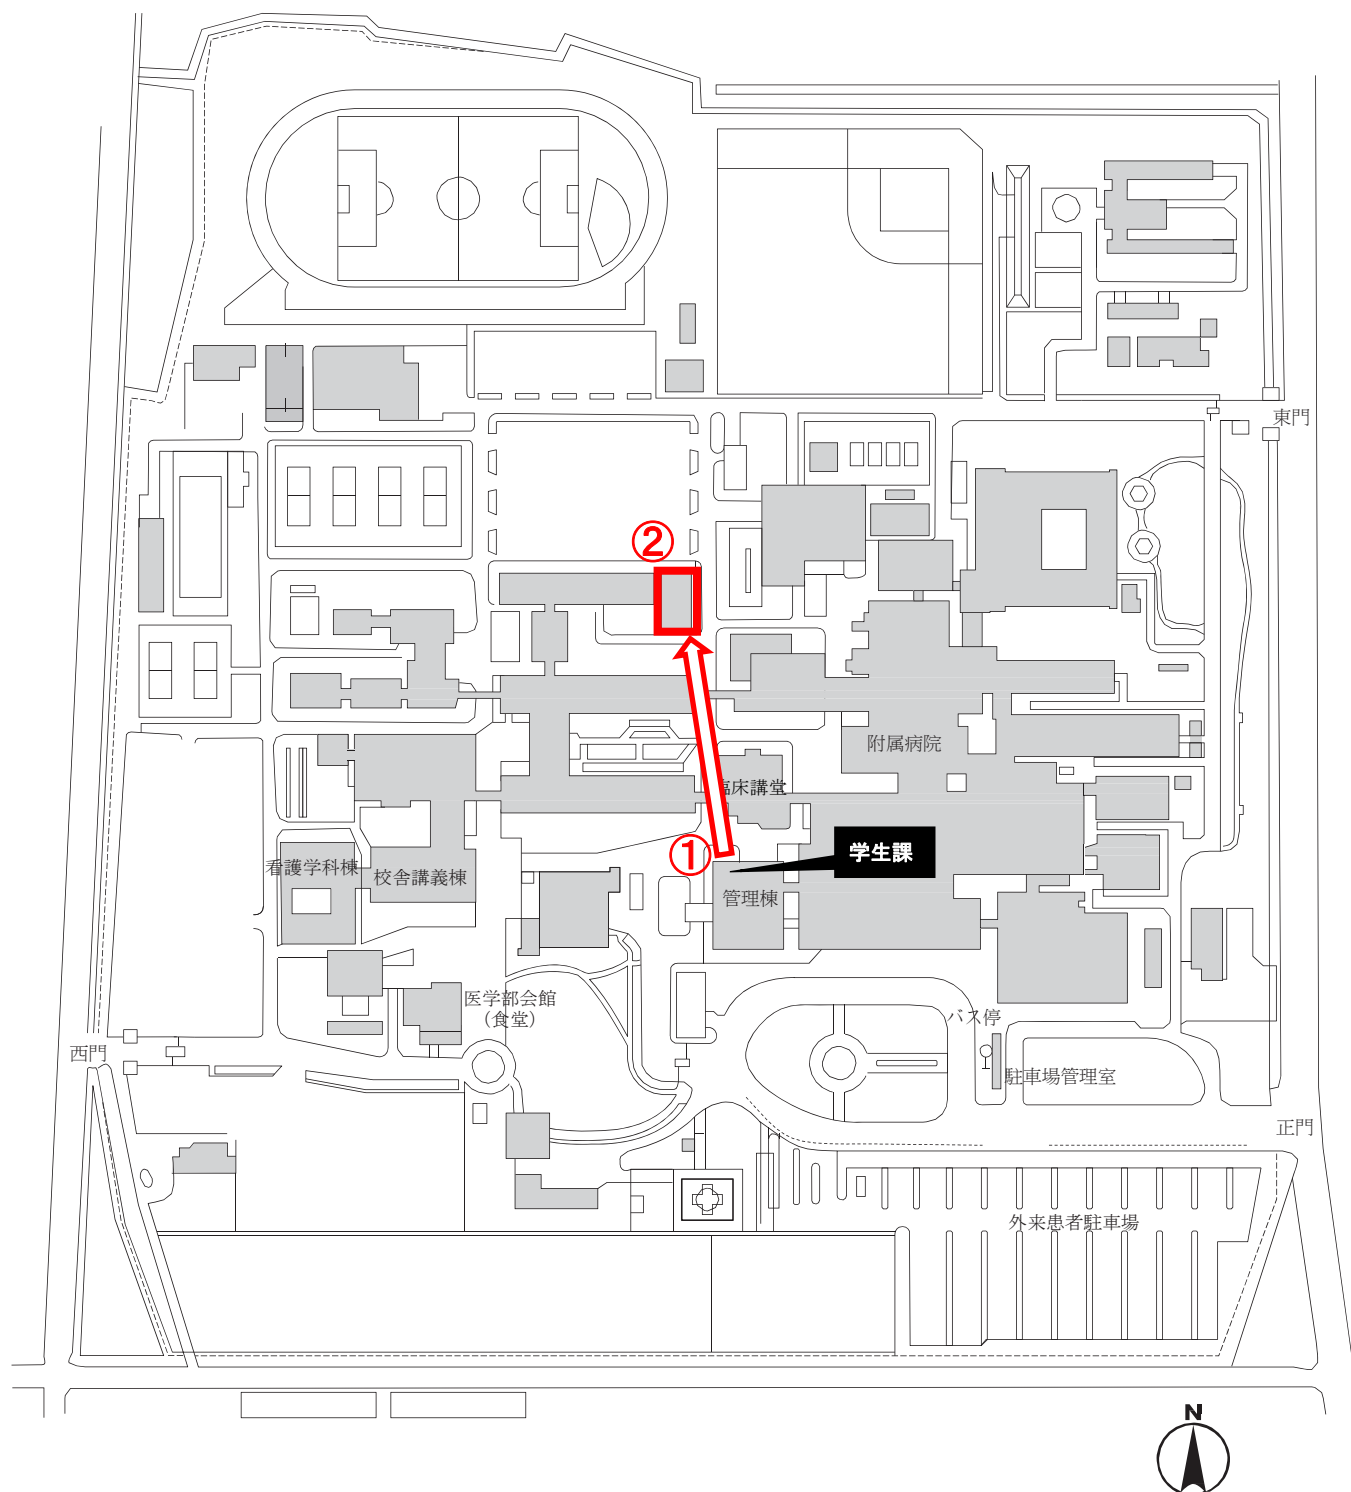 東門
②
附属病院
臨床講堂
①
学生課
看護学科棟
校舎講義棟
管理棟
医学部会館
(食堂)
バス停
西門
駐車場管理室
正門
外来患者駐車場
N